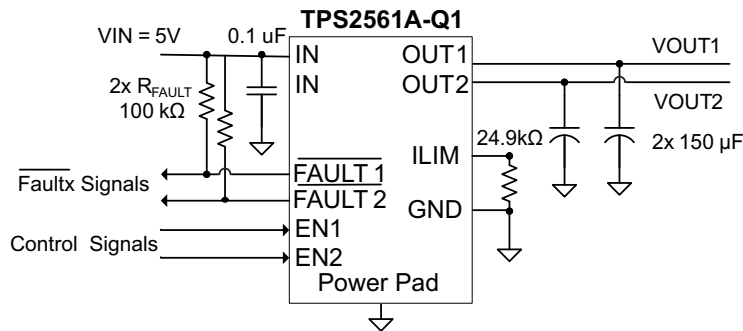 TPS2561A-Q1
VIN = 5V
0.1 uF
IN
OUT1
VOUT1
IN
OUT2
2x RFAULT
100 kΩ
VOUT2
24.9kΩ
2x 150 µF
ILIM
Faultx Signals
FAULT 1
FAULT 2
GND
Control Signals
EN1
EN2
Power Pad